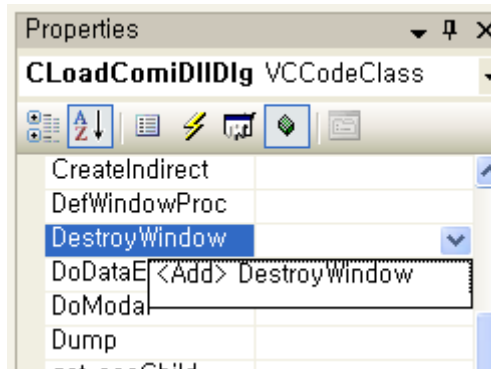 Properties
CLoadComiDllDlg VCCodeClass
CreateIndirect
DefWindowProc
DestroyWindow
<Add> DestroyWindow
DoModal
Dump